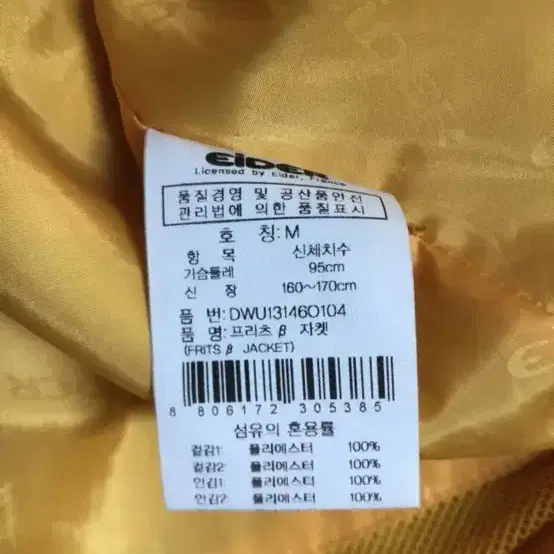 EiDER
Licensed by Eider, France
품질경영 및 공산품안전
관리법에 의한 품질표시
호 칭: M
항 목 신체치수
가슴둘레 95cm
신 장 160~170cm
품 번: DWU13146O104
품 명: 프리츠 β 자켓
(FRITS β JACKET)
8 806172 305385
섬유의 혼용률
겉감1: 폴리에스터 100%
겉감2: 폴리에스터 100%
안감1: 폴리에스터 100%
안감2: 폴리에스터 100%